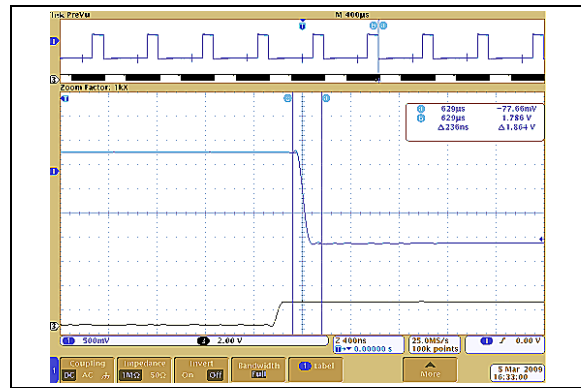 Tek PreVu M 400µs
Zoom Factor: 1kX
629µs -77.66mV
629µs 1.786 V
Δ236ns Δ1.864 V
1 500mV 2.00 V Z 400ns 25.0MS/s 1 0.00 V
0.00000 s 100k points
Coupling Impedance Invert Bandwidth 1 Label
DC AC 1MΩ 50Ω On Off Full More
5 Mar 2009
16:33:00